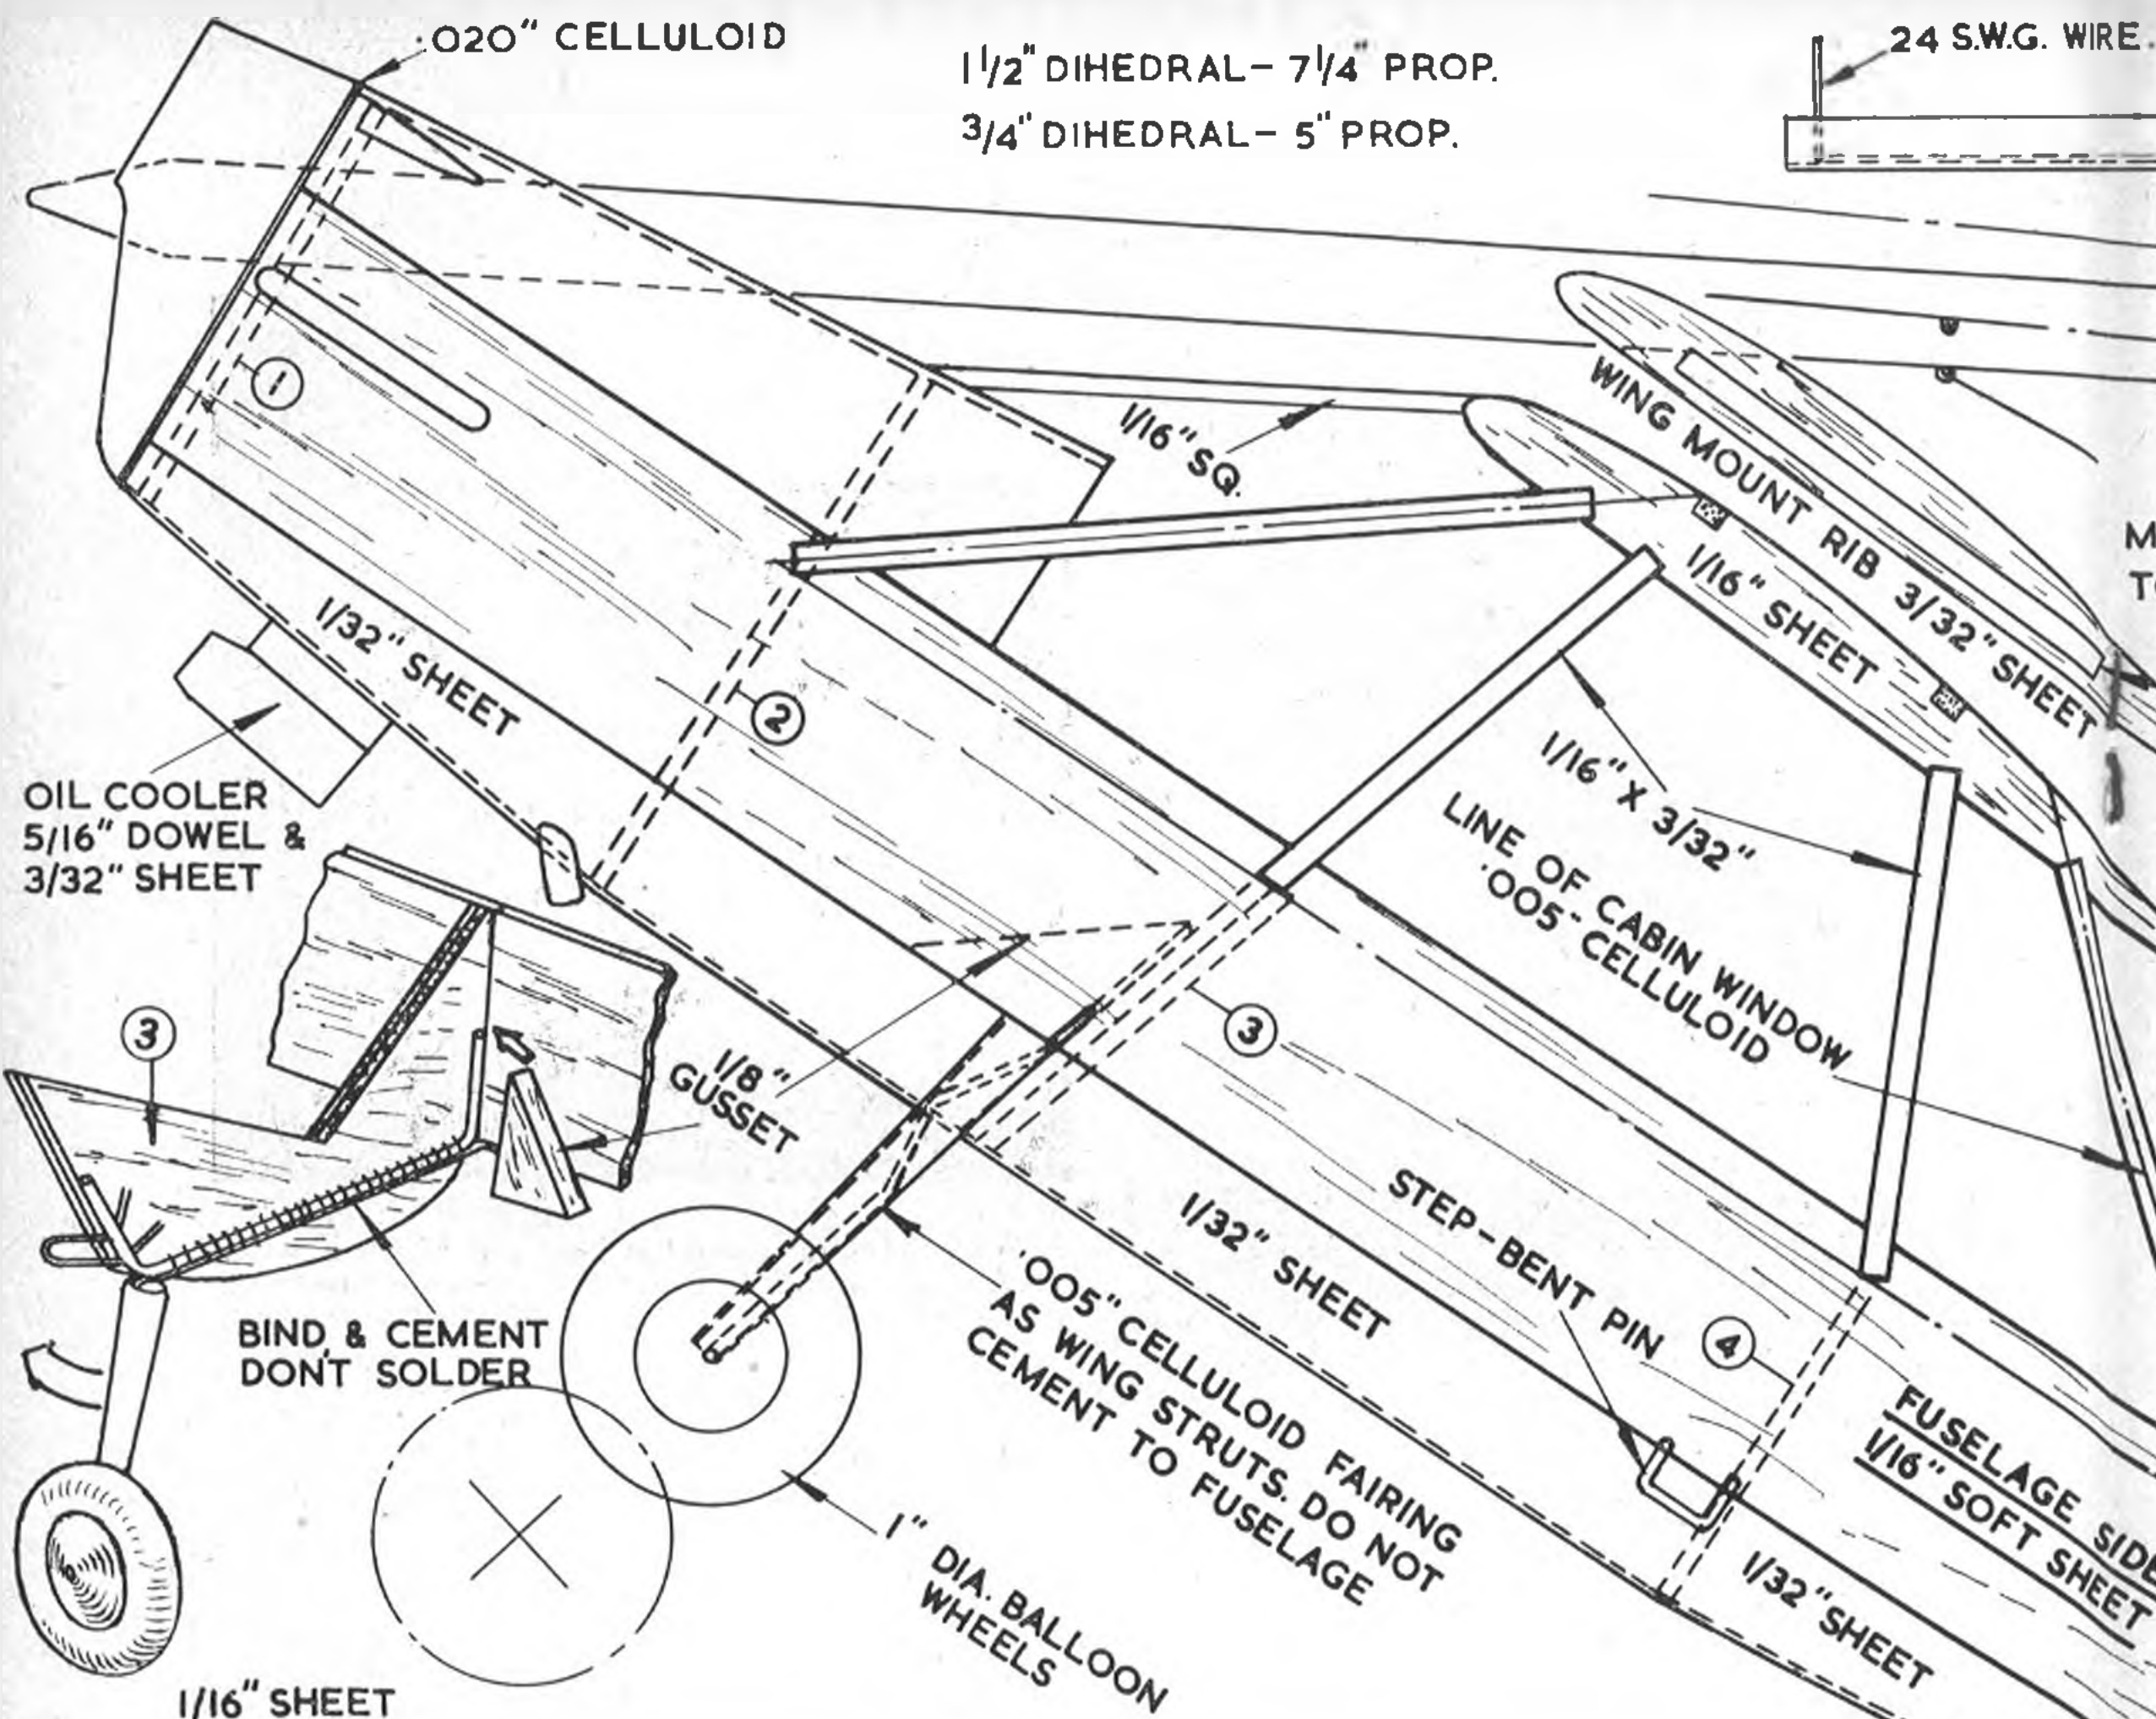 .020" CELLULOID
1 1/2" DIHEDRAL- 7 1/4" PROP.
3/4" DIHEDRAL- 5" PROP.
24 S.W.G. WIRE.
1
1/16" SQ.
WING MOUNT RIB 3/32" SHEET
1/16" SHEET
1/32" SHEET
2
OIL COOLER
5/16" DOWEL &
3/32" SHEET
1/16" X 3/32"
LINE OF CABIN WINDOW
.005" CELLULOID
3
3
1/8"
GUSSET
BIND & CEMENT
DON'T SOLDER
1/32" SHEET
STEP-BENT PIN
4
.005" CELLULOID FAIRING
AS WING STRUTS. DO NOT
CEMENT TO FUSELAGE
FUSELAGE SIDE
1/16" SOFT SHEET
1" DIA. BALLOON
WHEELS
1/32" SHEET
1/16" SHEET